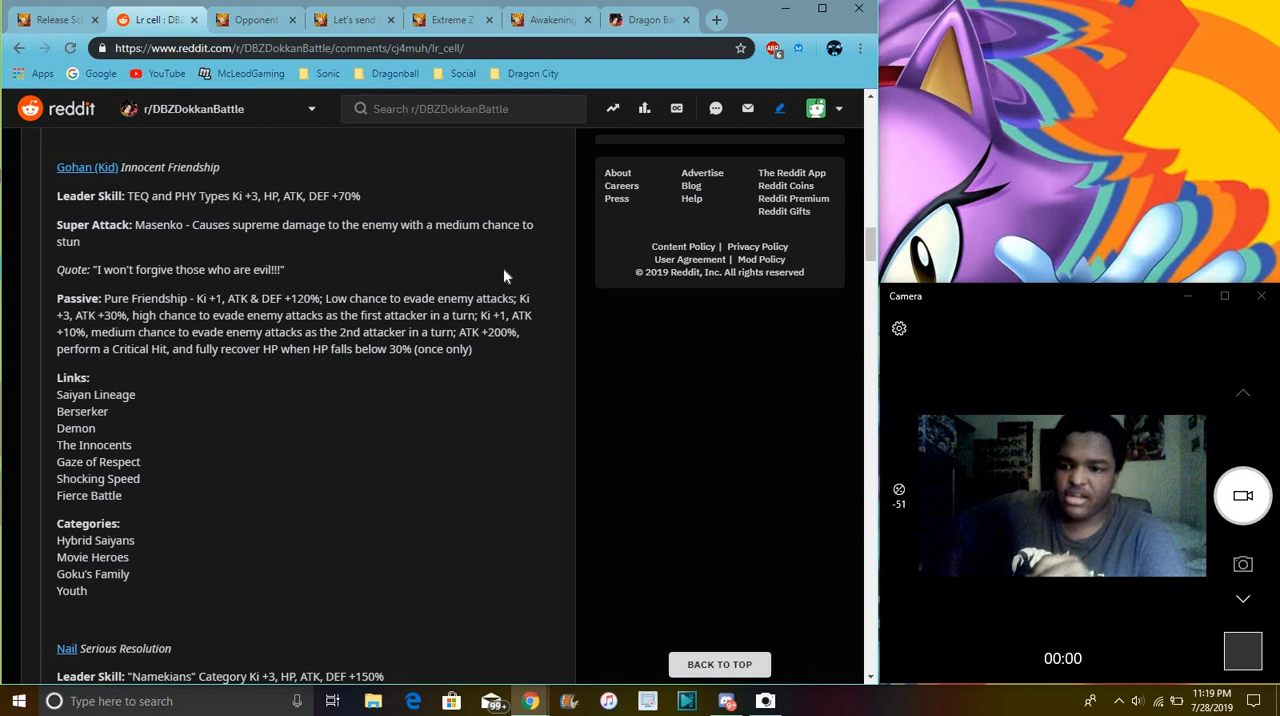 Release Sc
Lr cell : DB
Opponent
Let's send
Extreme Z
Awakening
Dragon Ba
https://www.reddit.com/r/DBZDokkanBattle/comments/cj4muh/lr_cell/
6
Apps
Google
YouTube
McLeodGaming
Sonic
Dragonball
Social
Dragon City
reddit
r/DBZDokkanBattle
Search r/DBZDokkanBattle
Gohan (Kid) Innocent Friendship
Leader Skill: TEQ and PHY Types Ki +3, HP, ATK, DEF +70%
Super Attack: Masenko - Causes supreme damage to the enemy with a medium chance to
stun
Quote: "I won't forgive those who are evil!!!"
Passive: Pure Friendship - Ki +1, ATK & DEF +120%; Low chance to evade enemy attacks; Ki
+3, ATK +30%, high chance to evade enemy attacks as the first attacker in a turn; Ki +1, ATK
+10%, medium chance to evade enemy attacks as the 2nd attacker in a turn; ATK +200%,
perform a Critical Hit, and fully recover HP when HP falls below 30% (once only)
Links:
Saiyan Lineage
Berserker
Demon
The Innocents
Gaze of Respect
Shocking Speed
Fierce Battle
Categories:
Hybrid Saiyans
Movie Heroes
Goku's Family
Youth
Nail Serious Resolution
Leader Skill: "Namekians" Category Ki +3, HP, ATK, DEF +150%
About
Careers
Press
Advertise
Blog
Help
The Reddit App
Reddit Coins
Reddit Premium
Reddit Gifts
Content Policy | Privacy Policy
User Agreement | Mod Policy
© 2019 Reddit, Inc. All rights reserved
BACK TO TOP
Camera
-51
00:00
Type here to search
99+
9+
11:19 PM
7/28/2019